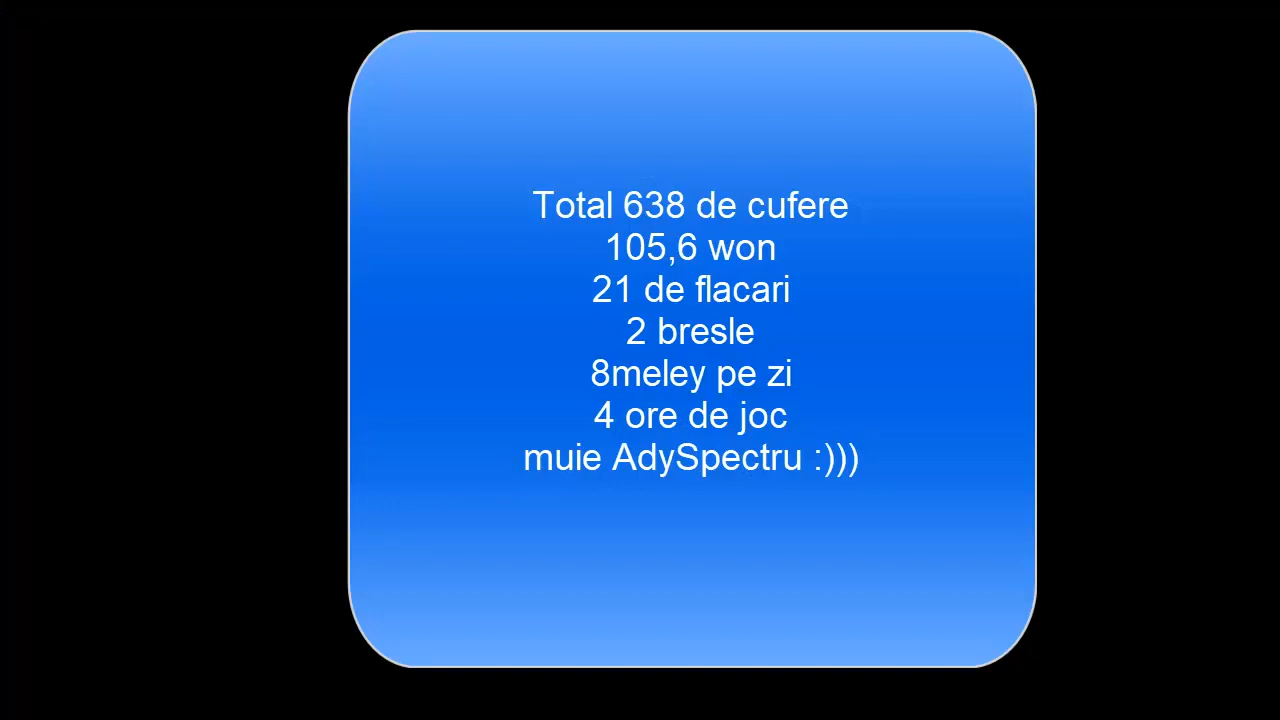 Total 638 de cufere
105,6 won
21 de flacari
2 bresle
8meley pe zi
4 ore de joc
muie AdySpectru :)))